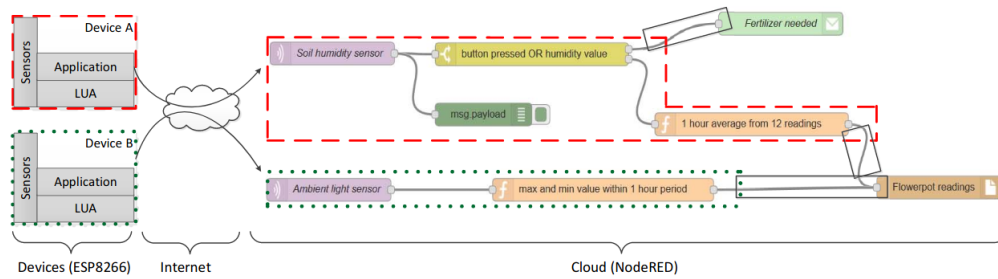 Device A
Sensors
Application
LUA
Device B
Sensors
Application
LUA
Soil humidity sensor
button pressed OR humidity value
Fertilizer needed
msg.payload
1 hour average from 12 readings
Ambient light sensor
max and min value within 1 hour period
Flowerpot readings
Devices (ESP8266)
Internet
Cloud (NodeRED)